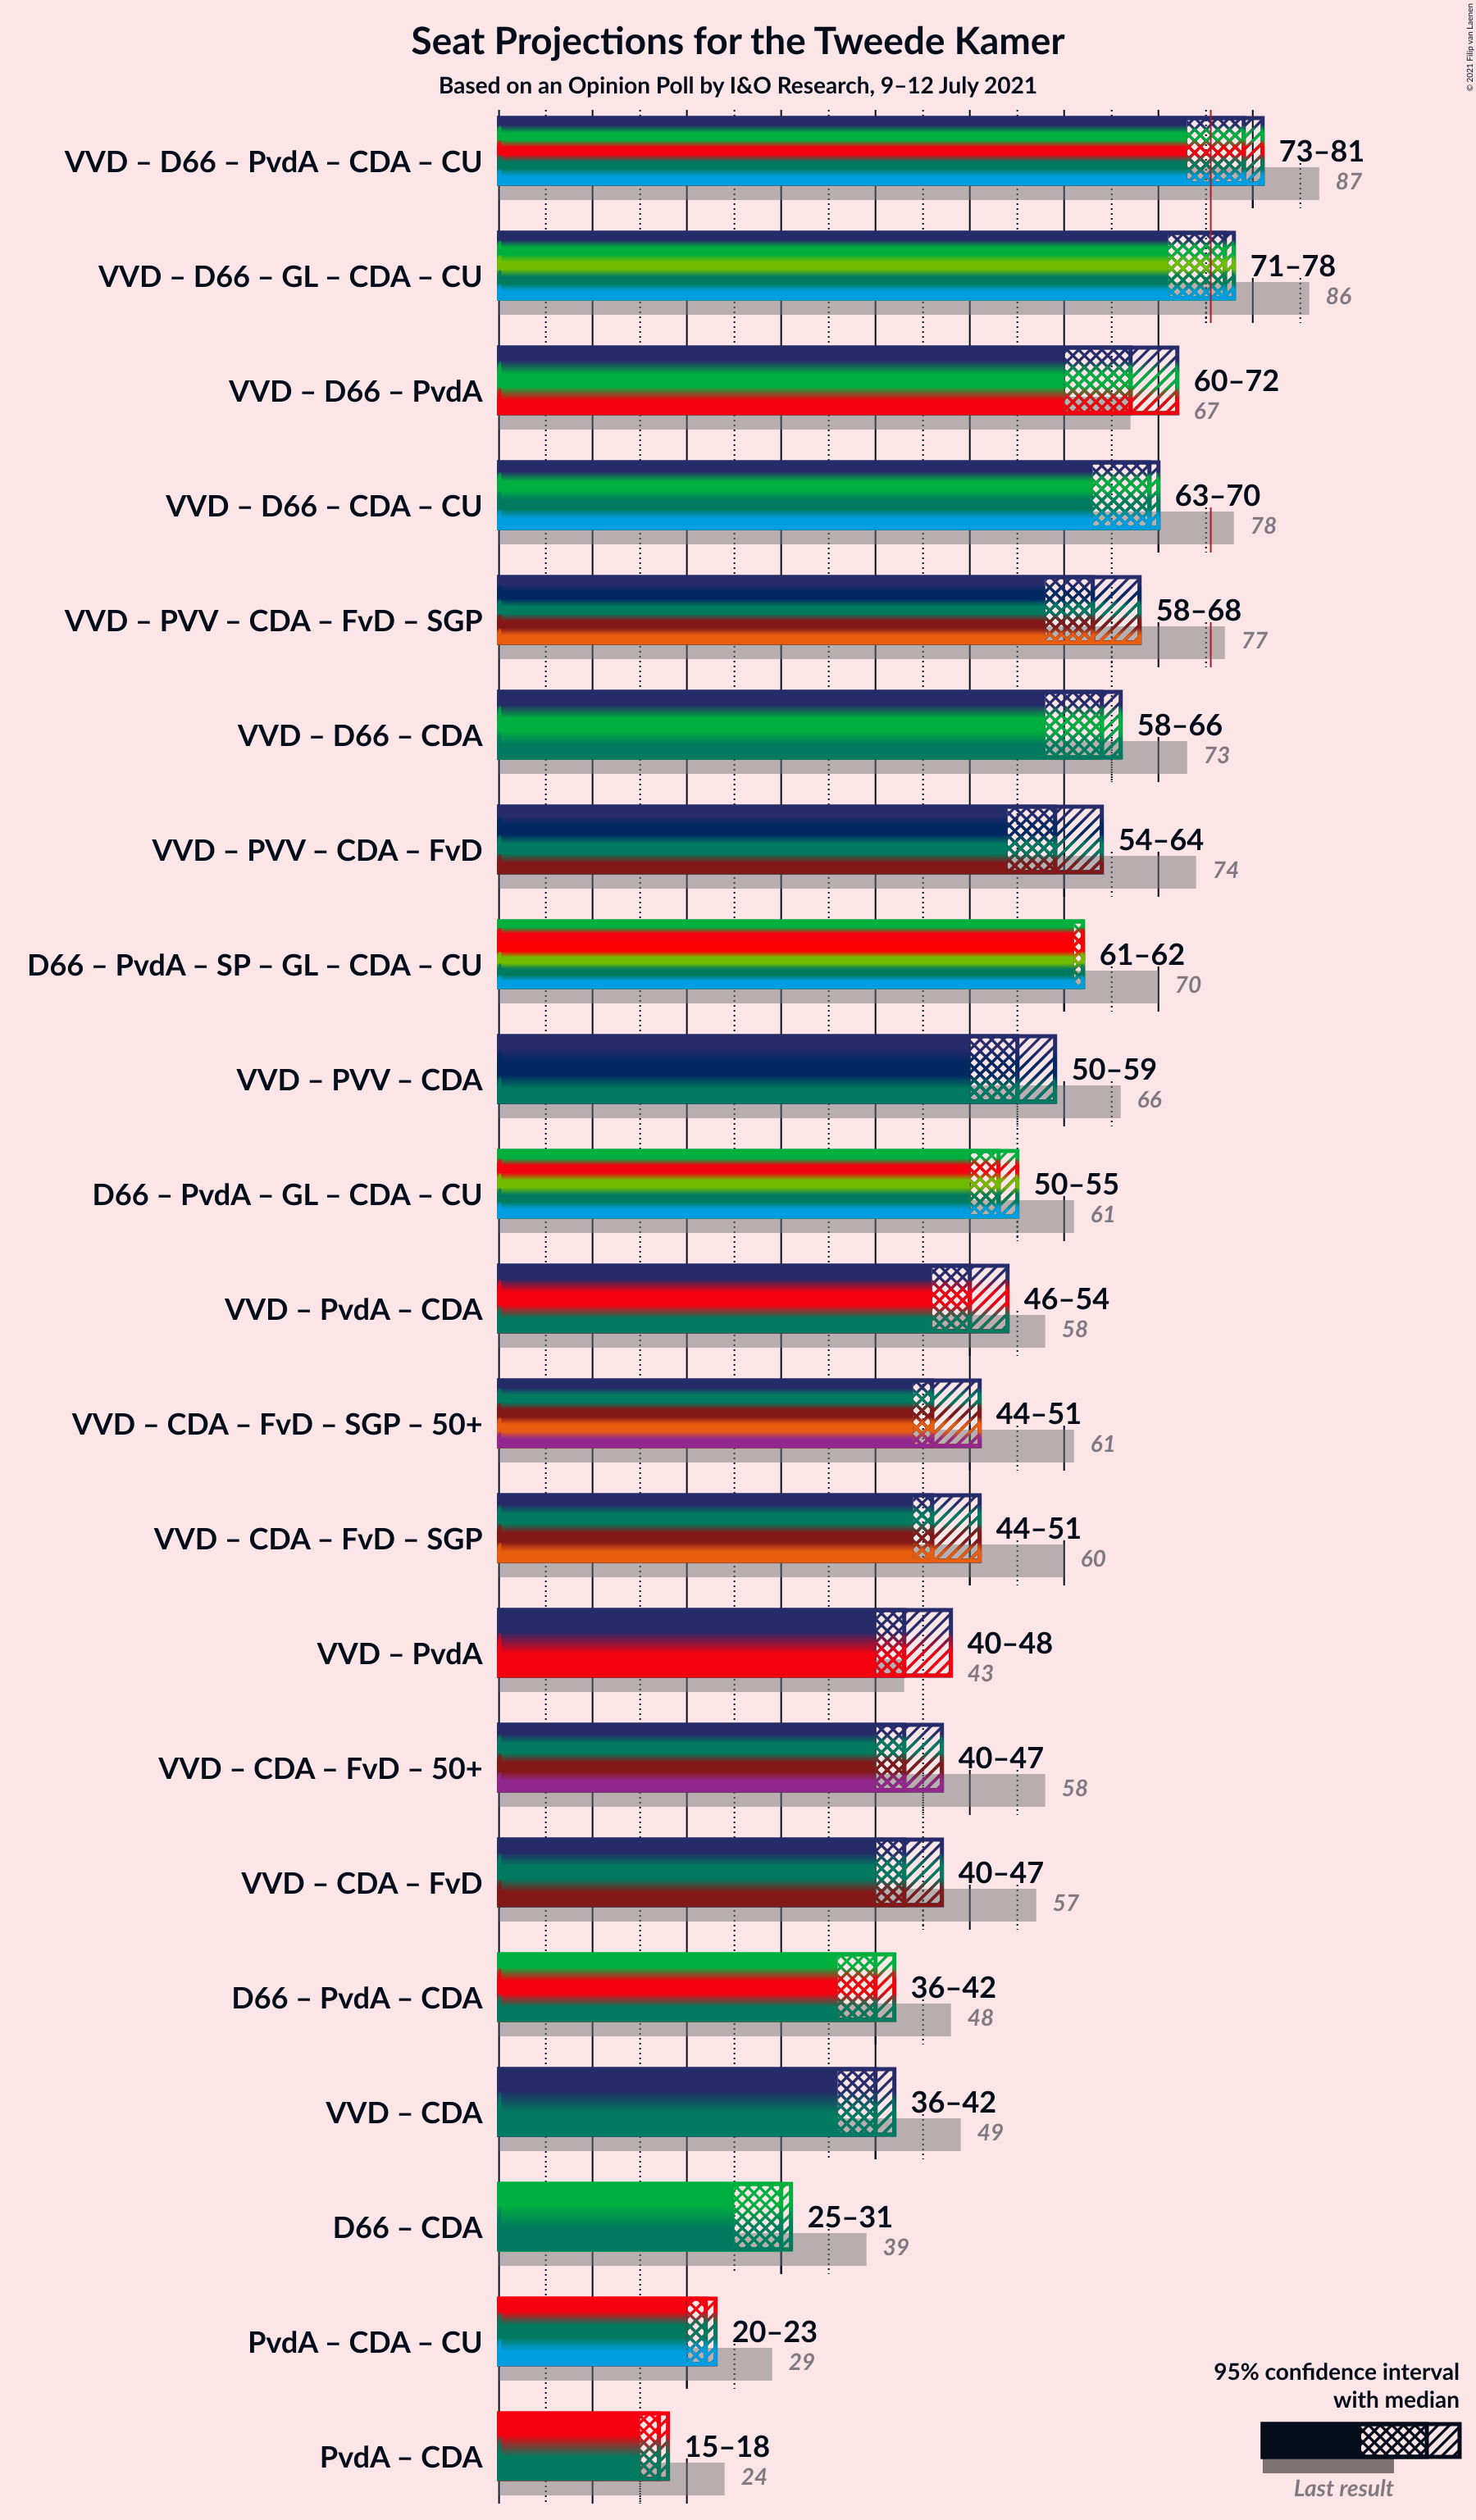 Seat Projections for the Tweede Kamer
Based on an Opinion Poll by I&O Research, 9–12 July 2021
© 2021 Filip van Laenen
VVD – D66 – PvdA – CDA – CU 73–81
87
VVD – D66 – GL – CDA – CU 71–78
86
VVD – D66 – PvdA 60–72
67
VVD – D66 – CDA – CU 63–70
78
VVD – PVV – CDA – FvD – SGP 58–68
77
VVD – D66 – CDA 58–66
73
VVD – PVV – CDA – FvD 54–64
74
D66 – PvdA – SP – GL – CDA – CU 61–62
70
VVD – PVV – CDA 50–59
66
D66 – PvdA – GL – CDA – CU 50–55
61
VVD – PvdA – CDA 46–54
58
VVD – CDA – FvD – SGP – 50+ 44–51
61
VVD – CDA – FvD – SGP 44–51
60
VVD – PvdA 40–48
43
VVD – CDA – FvD – 50+ 40–47
58
VVD – CDA – FvD 40–47
57
D66 – PvdA – CDA 36–42
48
VVD – CDA 36–42
49
D66 – CDA 25–31
39
PvdA – CDA – CU 20–23
29
PvdA – CDA 15–18
24
95% confidence interval
with median
Last result